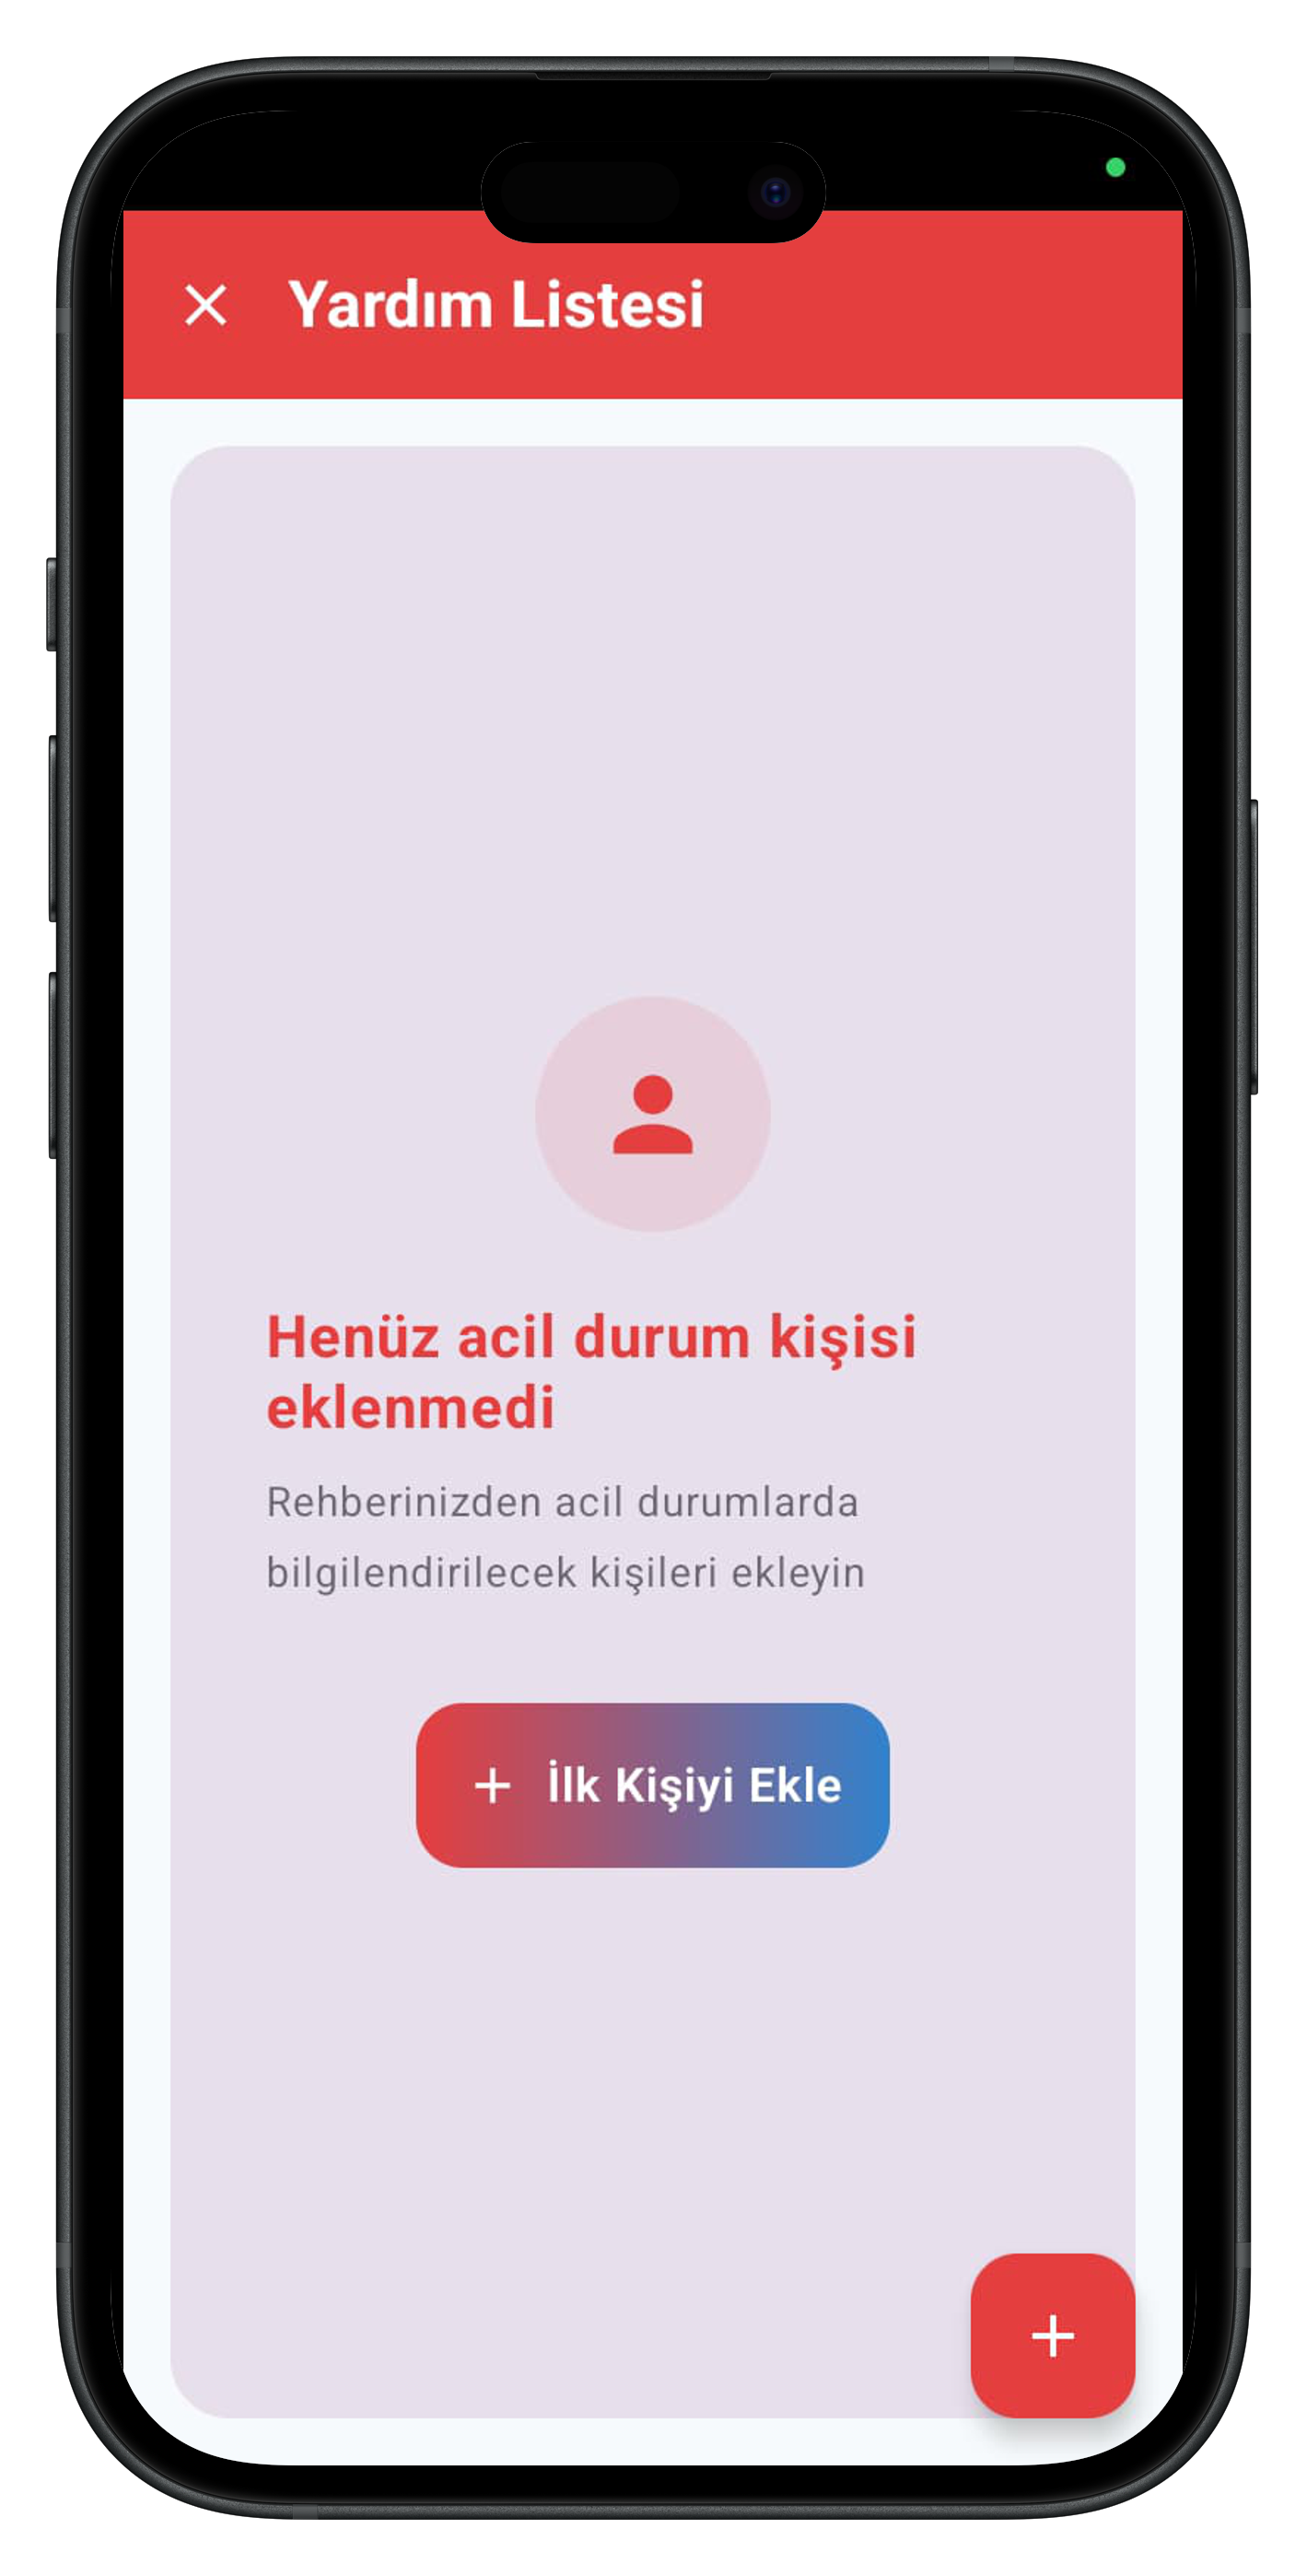 Yardım Listesi
Henüz acil durum kişisi
eklenmedi
Rehberinizden acil durumlarda
bilgilendirilecek kişileri ekleyin
+ İlk Kişiyi Ekle
+